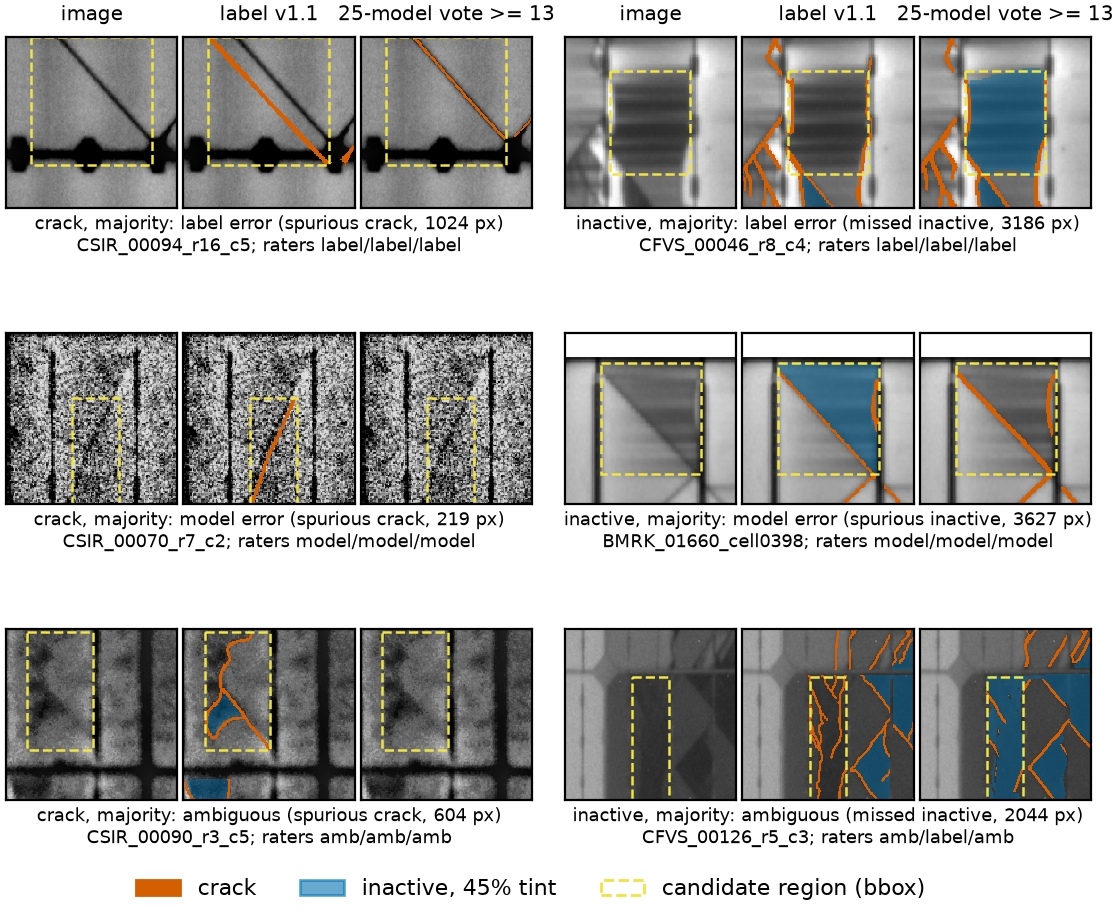 image label v1.1 25-model vote >= 13 image label v1.1 25-model vote >= 13
crack, majority: label error (spurious crack, 1024 px)
CSIR_00094_r16_c5; raters label/label/label
inactive, majority: label error (missed inactive, 3186 px)
CFVS_00046_r8_c4; raters label/label/label
crack, majority: model error (spurious crack, 219 px)
CSIR_00070_r7_c2; raters model/model/model
inactive, majority: model error (spurious inactive, 3627 px)
BMRK_01660_cell0398; raters model/model/model
crack, majority: ambiguous (spurious crack, 604 px)
CSIR_00090_r3_c5; raters amb/amb/amb
inactive, majority: ambiguous (missed inactive, 2044 px)
CFVS_00126_r5_c3; raters amb/label/amb
crack inactive, 45% tint candidate region (bbox)